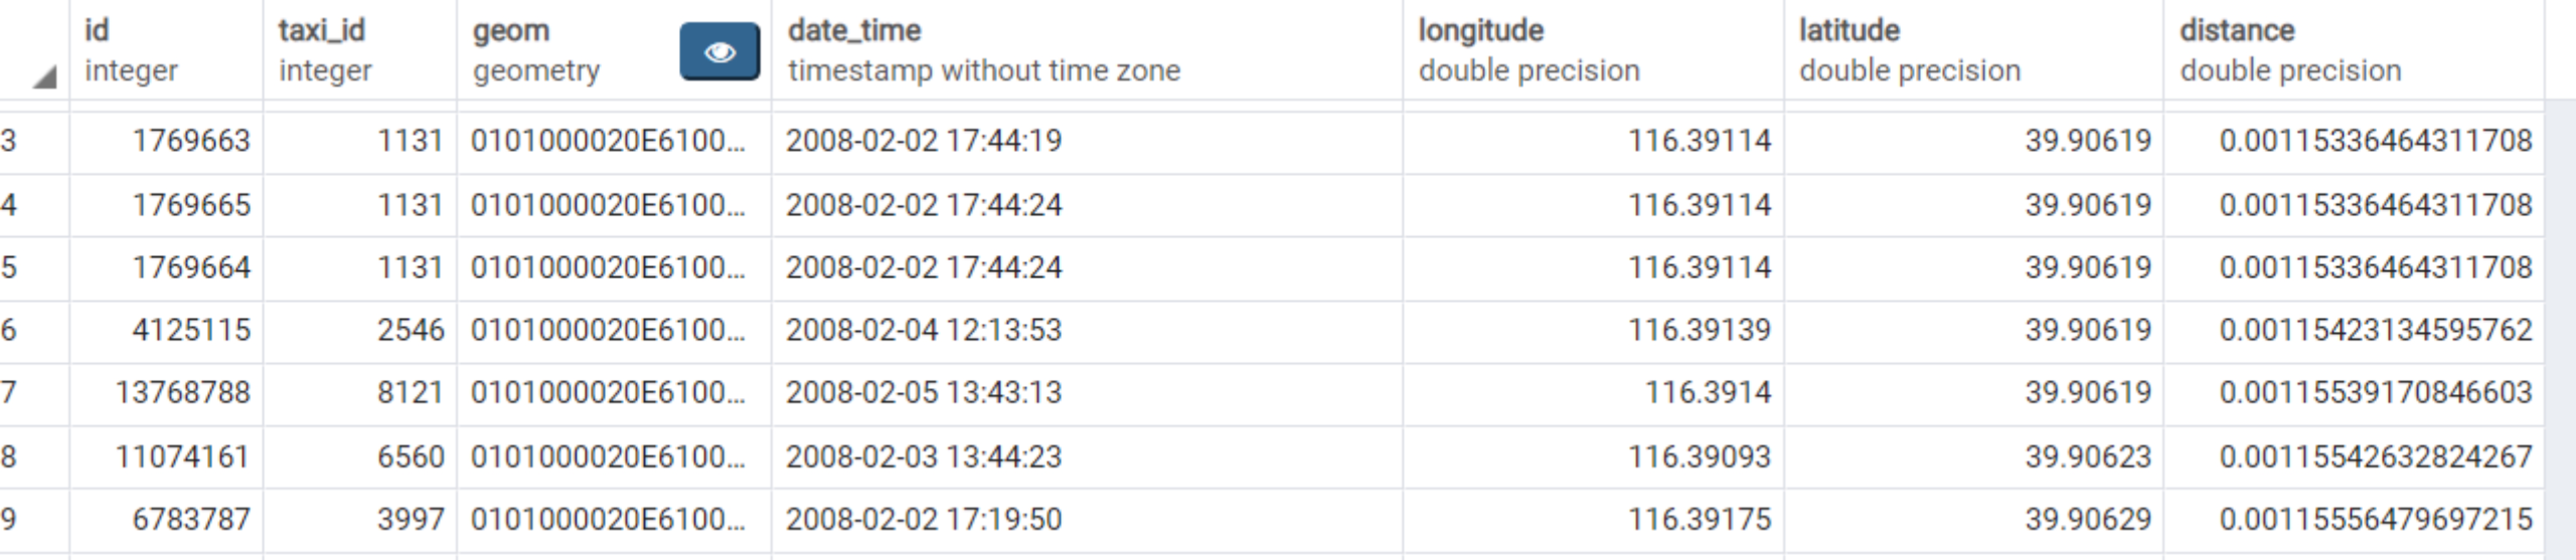 id taxi_id geom date_time longitude latitude distance
integer integer geometry timestamp without time zone double precision double precision double precision
3 1769663 1131 0101000020E6100... 2008-02-02 17:44:19 116.39114 39.90619 0.00115336464311708
4 1769665 1131 0101000020E6100... 2008-02-02 17:44:24 116.39114 39.90619 0.00115336464311708
5 1769664 1131 0101000020E6100... 2008-02-02 17:44:24 116.39114 39.90619 0.00115336464311708
6 4125115 2546 0101000020E6100... 2008-02-04 12:13:53 116.39139 39.90619 0.00115423134595762
7 13768788 8121 0101000020E6100... 2008-02-05 13:43:13 116.3914 39.90619 0.00115539170846603
8 11074161 6560 0101000020E6100... 2008-02-03 13:44:23 116.39093 39.90623 0.00115542632824267
9 6783787 3997 0101000020E6100... 2008-02-02 17:19:50 116.39175 39.90629 0.00115556479697215